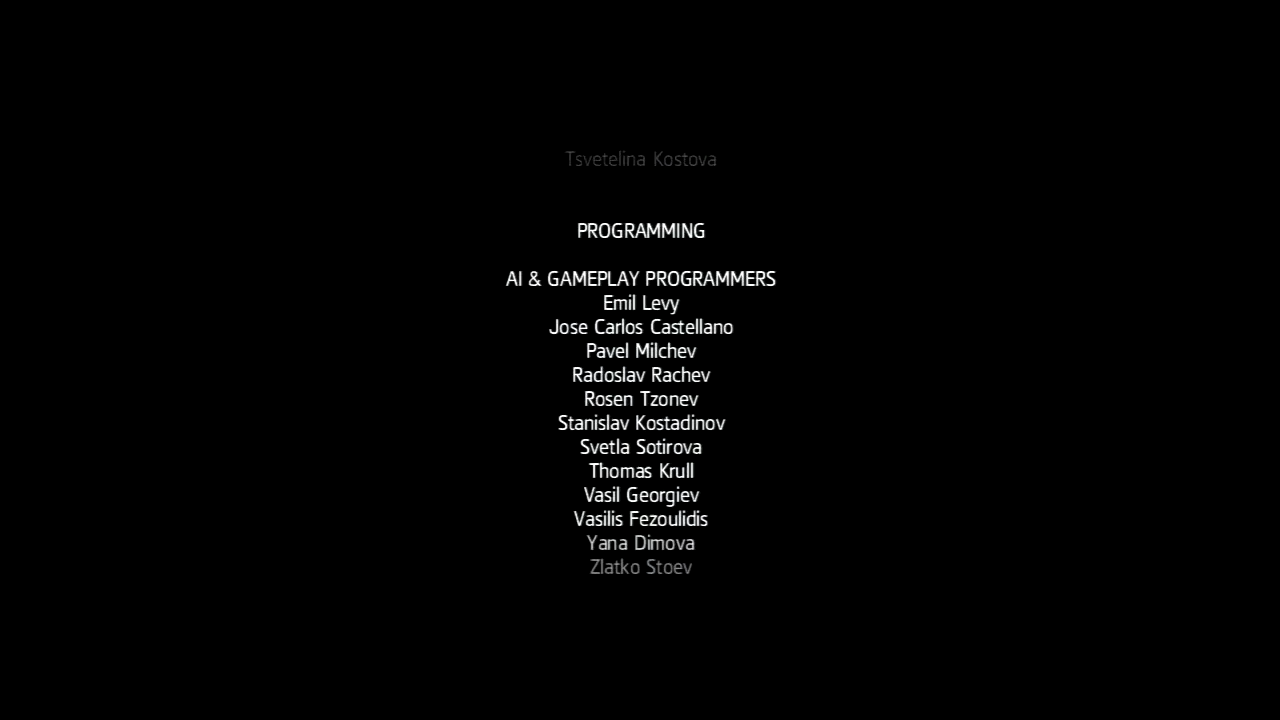 Tsvetelina Kostova
PROGRAMMING
AI & GAMEPLAY PROGRAMMERS
Emil Levy
Jose Carlos Castellano
Pavel Milchev
Radoslav Rachev
Rosen Tzonev
Stanislav Kostadinov
Svetla Sotirova
Thomas Krull
Vasil Georgiev
Vasilis Fezoulidis
Yana Dimova
Zlatko Stoev